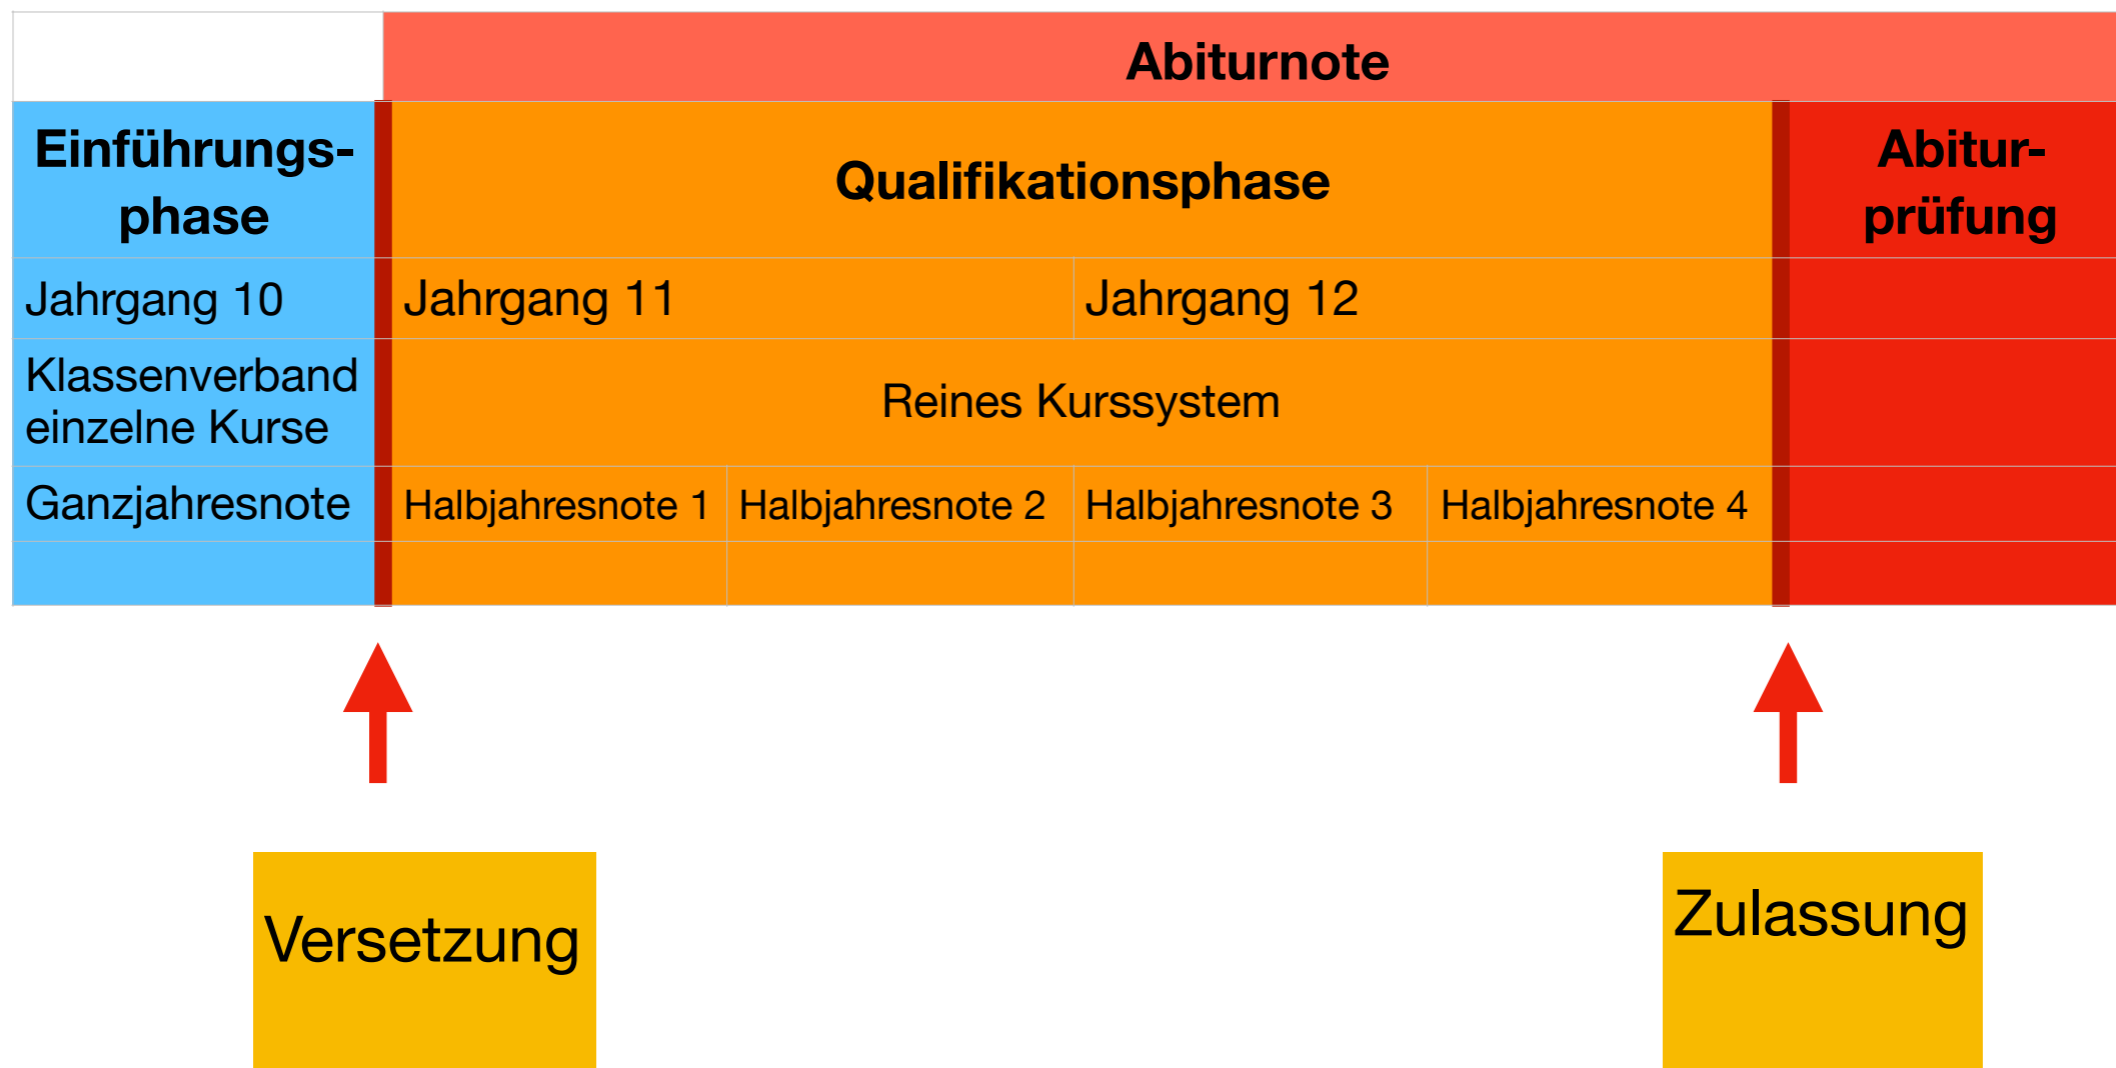 Abiturnote
Einführungs-
phase
Qualifikationsphase
Abitur-
prüfung
Jahrgang 10
Jahrgang 11
Jahrgang 12
Klassenverband
einzelne Kurse
Reines Kurssystem
Ganzjahresnote
Halbjahresnote 1
Halbjahresnote 2
Halbjahresnote 3
Halbjahresnote 4
Versetzung
Zulassung